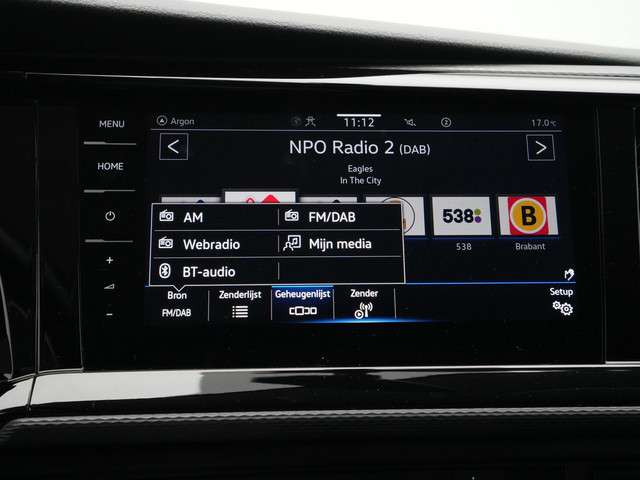 MENU
HOME
Argon
11:12
2
17.0°C
NPO Radio 2 (DAB)
Eagles
In The City
AM
FM/DAB
Webradio
Mijn media
BT-audio
538
B
538
Brabant
Bron
FM/DAB
Zenderlijst
Geheugenlijst
Zender
Setup